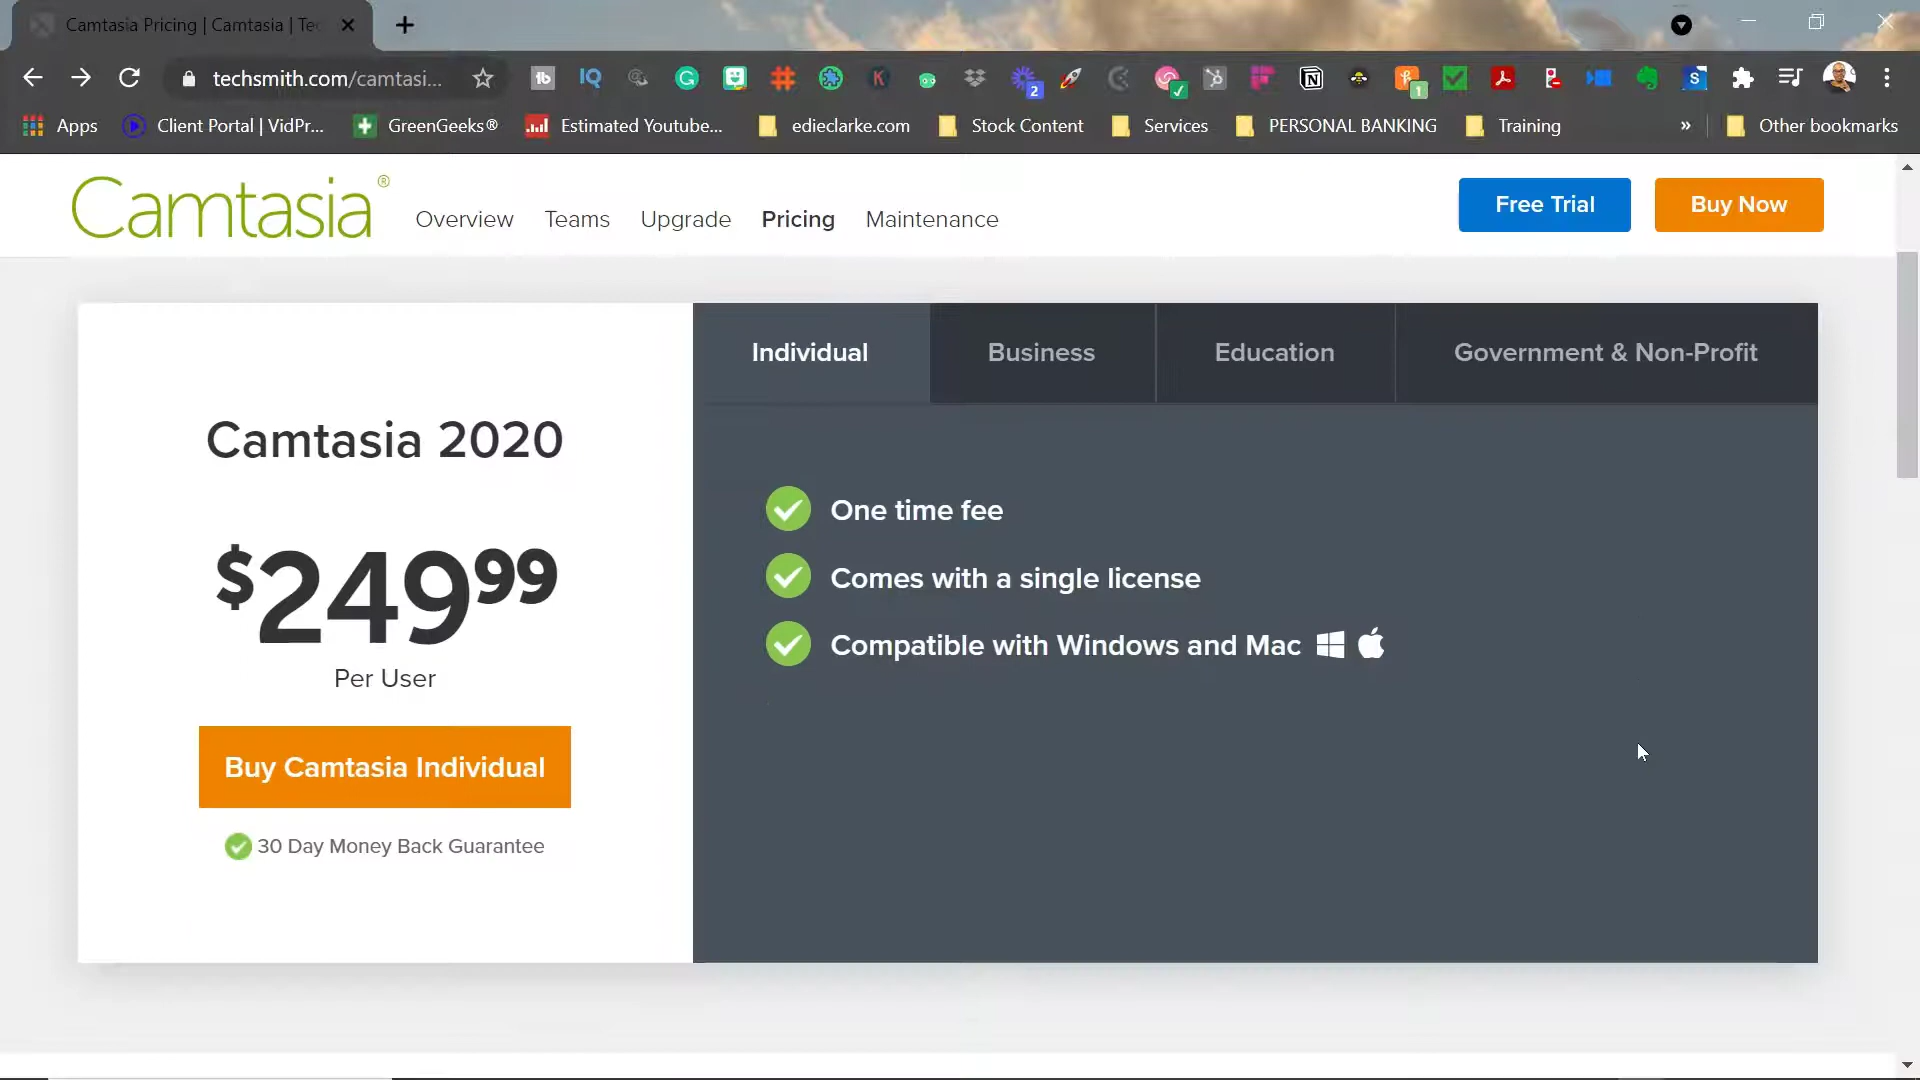 Camtasia Pricing | Camtasia | Tec
techsmith.com/camtasi...
2
1
Apps
Client Portal | VidPr...
GreenGeeks®
Estimated Youtube...
edieclarke.com
Stock Content
Services
PERSONAL BANKING
Training
»
Other bookmarks
Camtasia®
Overview
Teams
Upgrade
Pricing
Maintenance
Free Trial
Buy Now
Individual
Business
Education
Government & Non-Profit
Camtasia 2020
$249 99
Per User
Buy Camtasia Individual
30 Day Money Back Guarantee
One time fee
Comes with a single license
Compatible with Windows and Mac